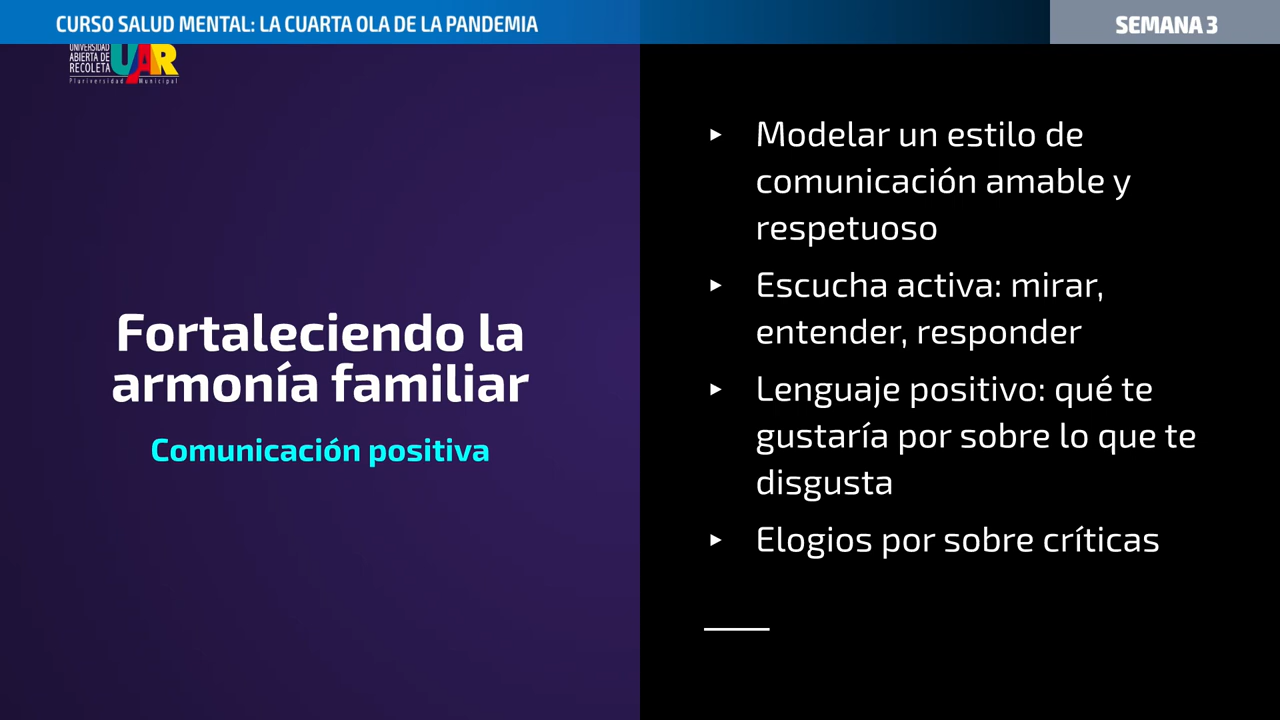 CURSO SALUD MENTAL: LA CUARTA OLA DE LA PANDEMIA
SEMANA 3
UNIVERSIDAD
ABIERTA DE
RECOLETA
UAR
Pluriversidad Municipal
Fortaleciendo la
armonía familiar
Comunicación positiva
▸ Modelar un estilo de
comunicación amable y
respetuoso
▸ Escucha activa: mirar,
entender, responder
▸ Lenguaje positivo: qué te
gustaría por sobre lo que te
disgusta
▸ Elogios por sobre críticas